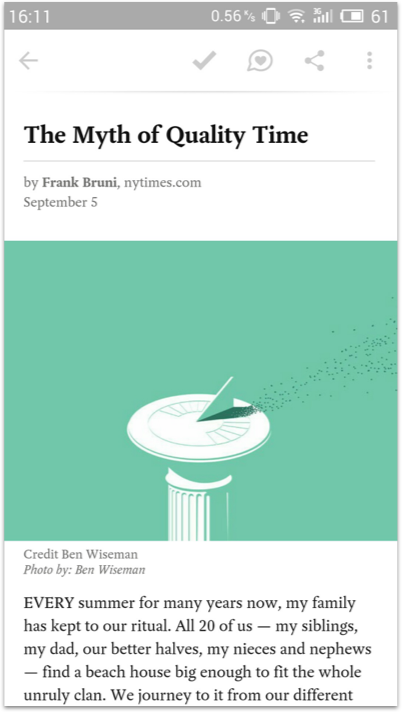 16:11 0.56 K/s 3G 61
The Myth of Quality Time
by Frank Bruni, nytimes.com
September 5
Credit Ben Wiseman
Photo by: Ben Wiseman
EVERY summer for many years now, my family
has kept to our ritual. All 20 of us — my siblings,
my dad, our better halves, my nieces and nephews
— find a beach house big enough to fit the whole
unruly clan. We journey to it from our different